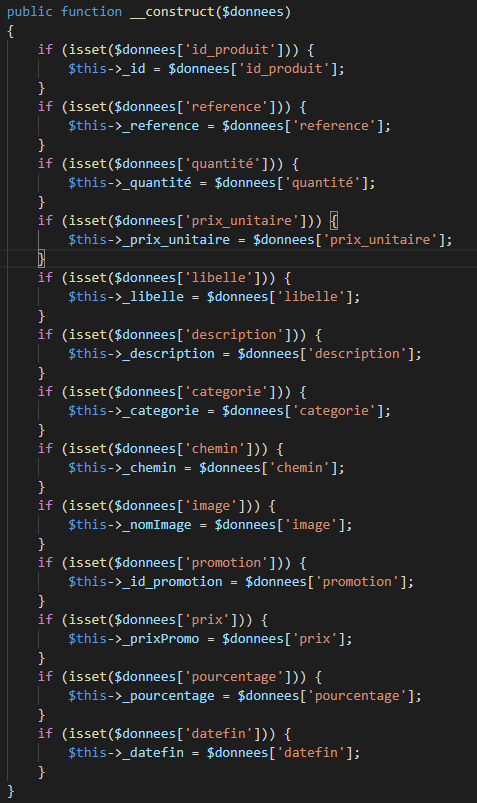 public function __construct($donnees)
{
    if (isset($donnees['id_produit'])) {
        $this->_id = $donnees['id_produit'];
    }
    if (isset($donnees['reference'])) {
        $this->_reference = $donnees['reference'];
    }
    if (isset($donnees['quantité'])) {
        $this->_quantité = $donnees['quantité'];
    }
    if (isset($donnees['prix_unitaire'])) {
        $this->_prix_unitaire = $donnees['prix_unitaire'];
    }
    if (isset($donnees['libelle'])) {
        $this->_libelle = $donnees['libelle'];
    }
    if (isset($donnees['description'])) {
        $this->_description = $donnees['description'];
    }
    if (isset($donnees['categorie'])) {
        $this->_categorie = $donnees['categorie'];
    }
    if (isset($donnees['chemin'])) {
        $this->_chemin = $donnees['chemin'];
    }
    if (isset($donnees['image'])) {
        $this->_nomImage = $donnees['image'];
    }
    if (isset($donnees['promotion'])) {
        $this->_id_promotion = $donnees['promotion'];
    }
    if (isset($donnees['prix'])) {
        $this->_prixPromo = $donnees['prix'];
    }
    if (isset($donnees['pourcentage'])) {
        $this->_pourcentage = $donnees['pourcentage'];
    }
    if (isset($donnees['datefin'])) {
        $this->_datefin = $donnees['datefin'];
    }
}